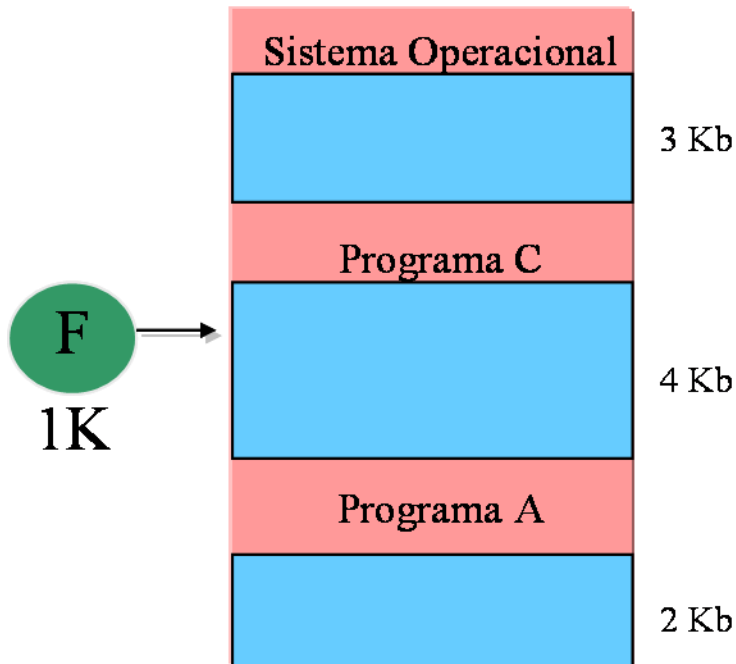 Sistema Operacional
3 Kb
Programa C
F
1K
4 Kb
Programa A
2 Kb